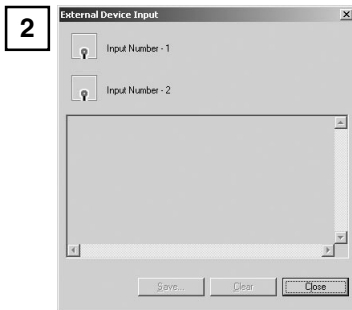 2
External Device Input
Input Number - 1
Input Number - 2
Save... Clear Close